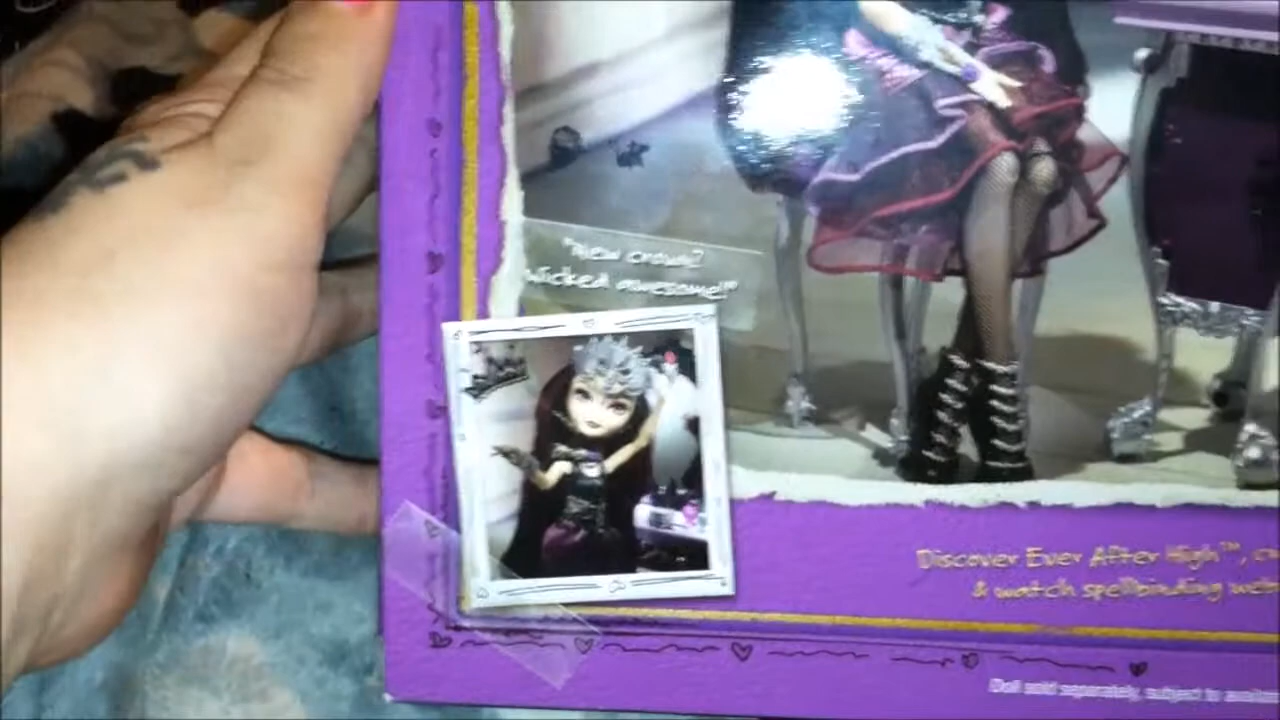 "New crown?
Wicked awesome!"
Discover Ever After High™,
& watch spellbinding
Doll sold separately, subject to